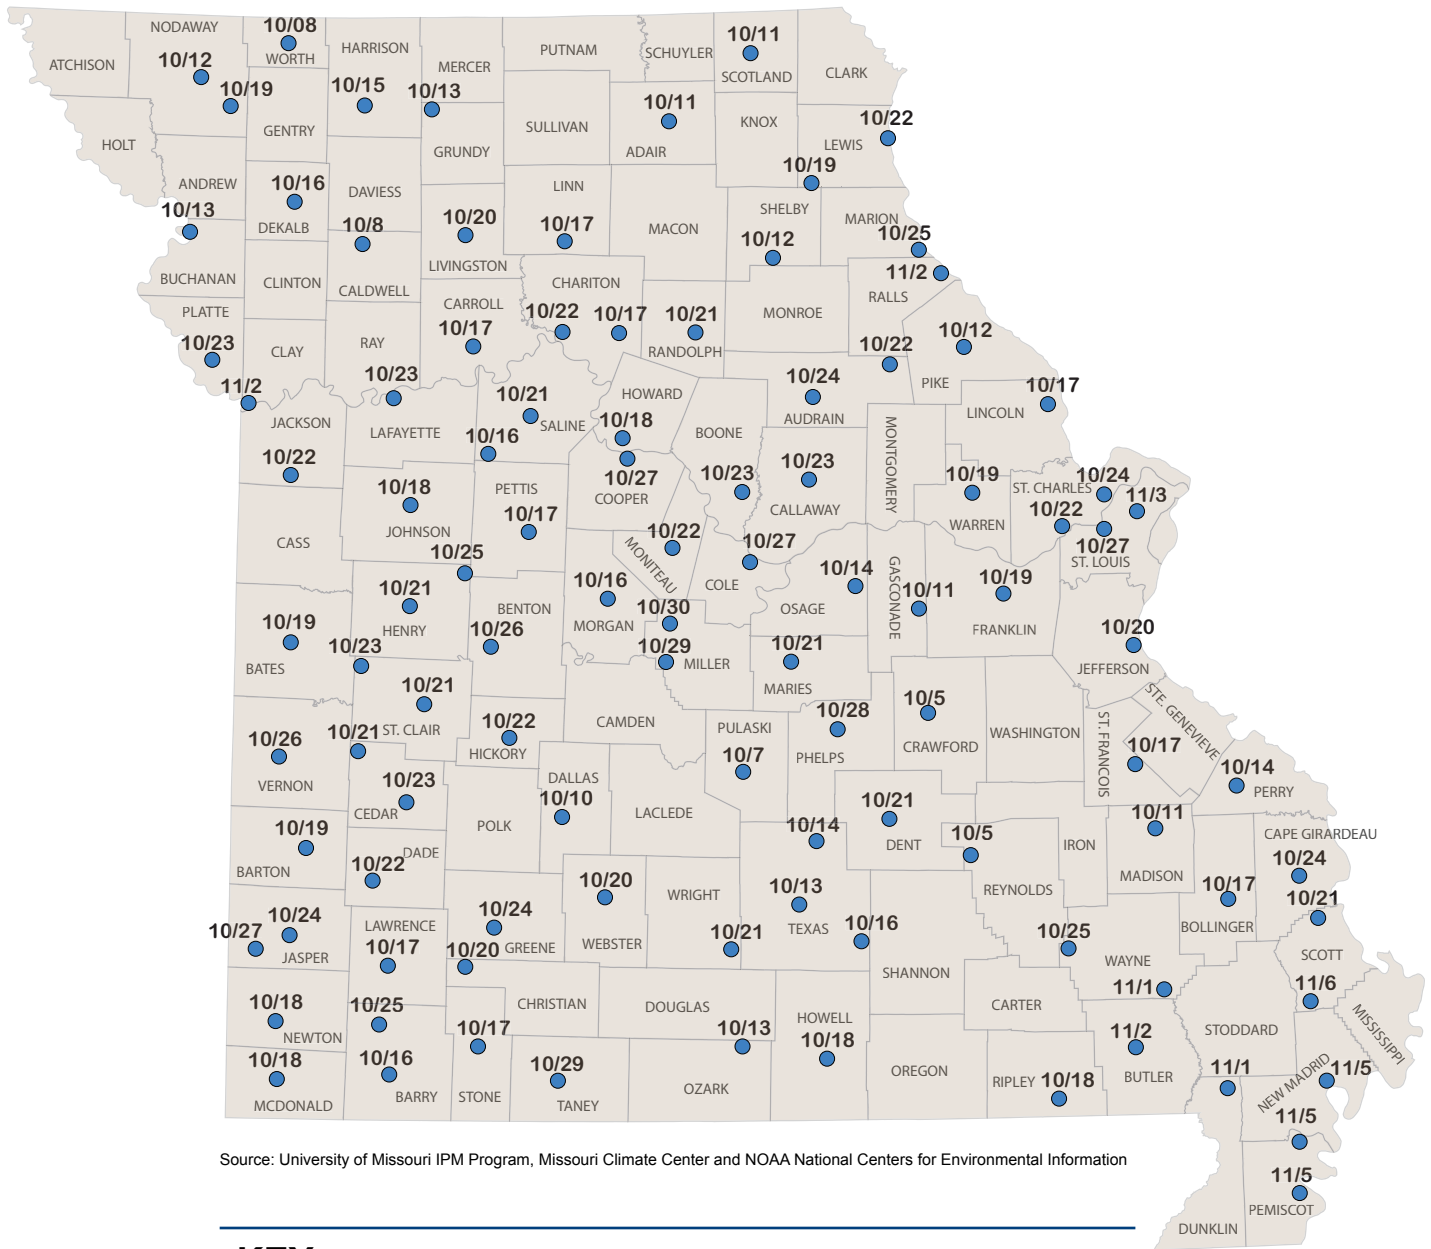 NODAWAY
10/08
WORTH
HARRISON
PUTNAM
SCHUYLER
10/11
SCOTLAND
CLARK
ATCHISON
10/12
10/19
10/15
MERCER
10/13
HOLT
GENTRY
GRUNDY
SULLIVAN
10/11
ADAIR
KNOX
10/22
LEWIS
10/19
ANDREW
10/16
DEKALB
DAVIESS
LINN
MACON
SHELBY
MARION
10/13
10/8
10/20
10/17
10/12
10/25
BUCHANAN
CLINTON
CALDWELL
LIVINGSTON
CHARITON
11/2
RALLS
PLATTE
CARROLL
10/22
10/17
10/21
MONROE
10/23
CLAY
RAY
10/17
RANDOLPH
10/22
10/12
PIKE
11/2
10/23
10/21
HOWARD
10/24
AUDRAIN
10/17
LINCOLN
JACKSON
LAFAYETTE
SALINE
10/18
BOONE
MONTGOMERY
10/22
10/16
10/27
COOPER
10/23
10/23
CALLAWAY
10/19
WARREN
ST. CHARLES
10/24
11/3
10/18
JOHNSON
PETTIS
10/17
10/22
10/27
ST. LOUIS
CASS
10/25
MONITEAU
10/22
10/27
COLE
10/14
OSAGE
GASCONADE
10/11
10/19
FRANKLIN
10/21
HENRY
BENTON
10/16
MORGAN
10/30
10/19
BATES
10/23
10/26
10/29
MILLER
10/21
MARIES
10/20
JEFFERSON
10/21
ST. CLAIR
10/22
HICKORY
CAMDEN
PULASKI
10/7
10/28
PHELPS
10/5
CRAWFORD
WASHINGTON
ST. FRANCOIS
STE. GENEVIEVE
10/17
10/26
VERNON
10/21
10/23
CEDAR
DALLAS
10/10
LACLEDE
10/14
PERRY
POLK
10/21
DENT
10/5
IRON
10/11
MADISON
CAPE GIRARDEAU
10/24
10/19
BARTON
DADE
10/22
10/14
REYNOLDS
10/20
WEBSTER
WRIGHT
10/13
TEXAS
10/17
BOLLINGER
10/21
10/27
10/24
JASPER
LAWRENCE
10/17
10/24
GREENE
10/20
10/21
10/16
SHANNON
10/25
WAYNE
11/1
SCOTT
11/6
MISSISSIPPI
10/18
NEWTON
10/25
CHRISTIAN
DOUGLAS
HOWELL
10/18
CARTER
STODDARD
10/18
MCDONALD
10/16
BARRY
10/17
STONE
10/29
TANEY
10/13
OZARK
OREGON
RIPLEY
10/18
11/2
BUTLER
11/1
NEW MADRID
11/5
11/5
11/5
PEMISCOT
DUNKLIN
Source: University of Missouri IPM Program, Missouri Climate Center and NOAA National Centers for Environmental Information